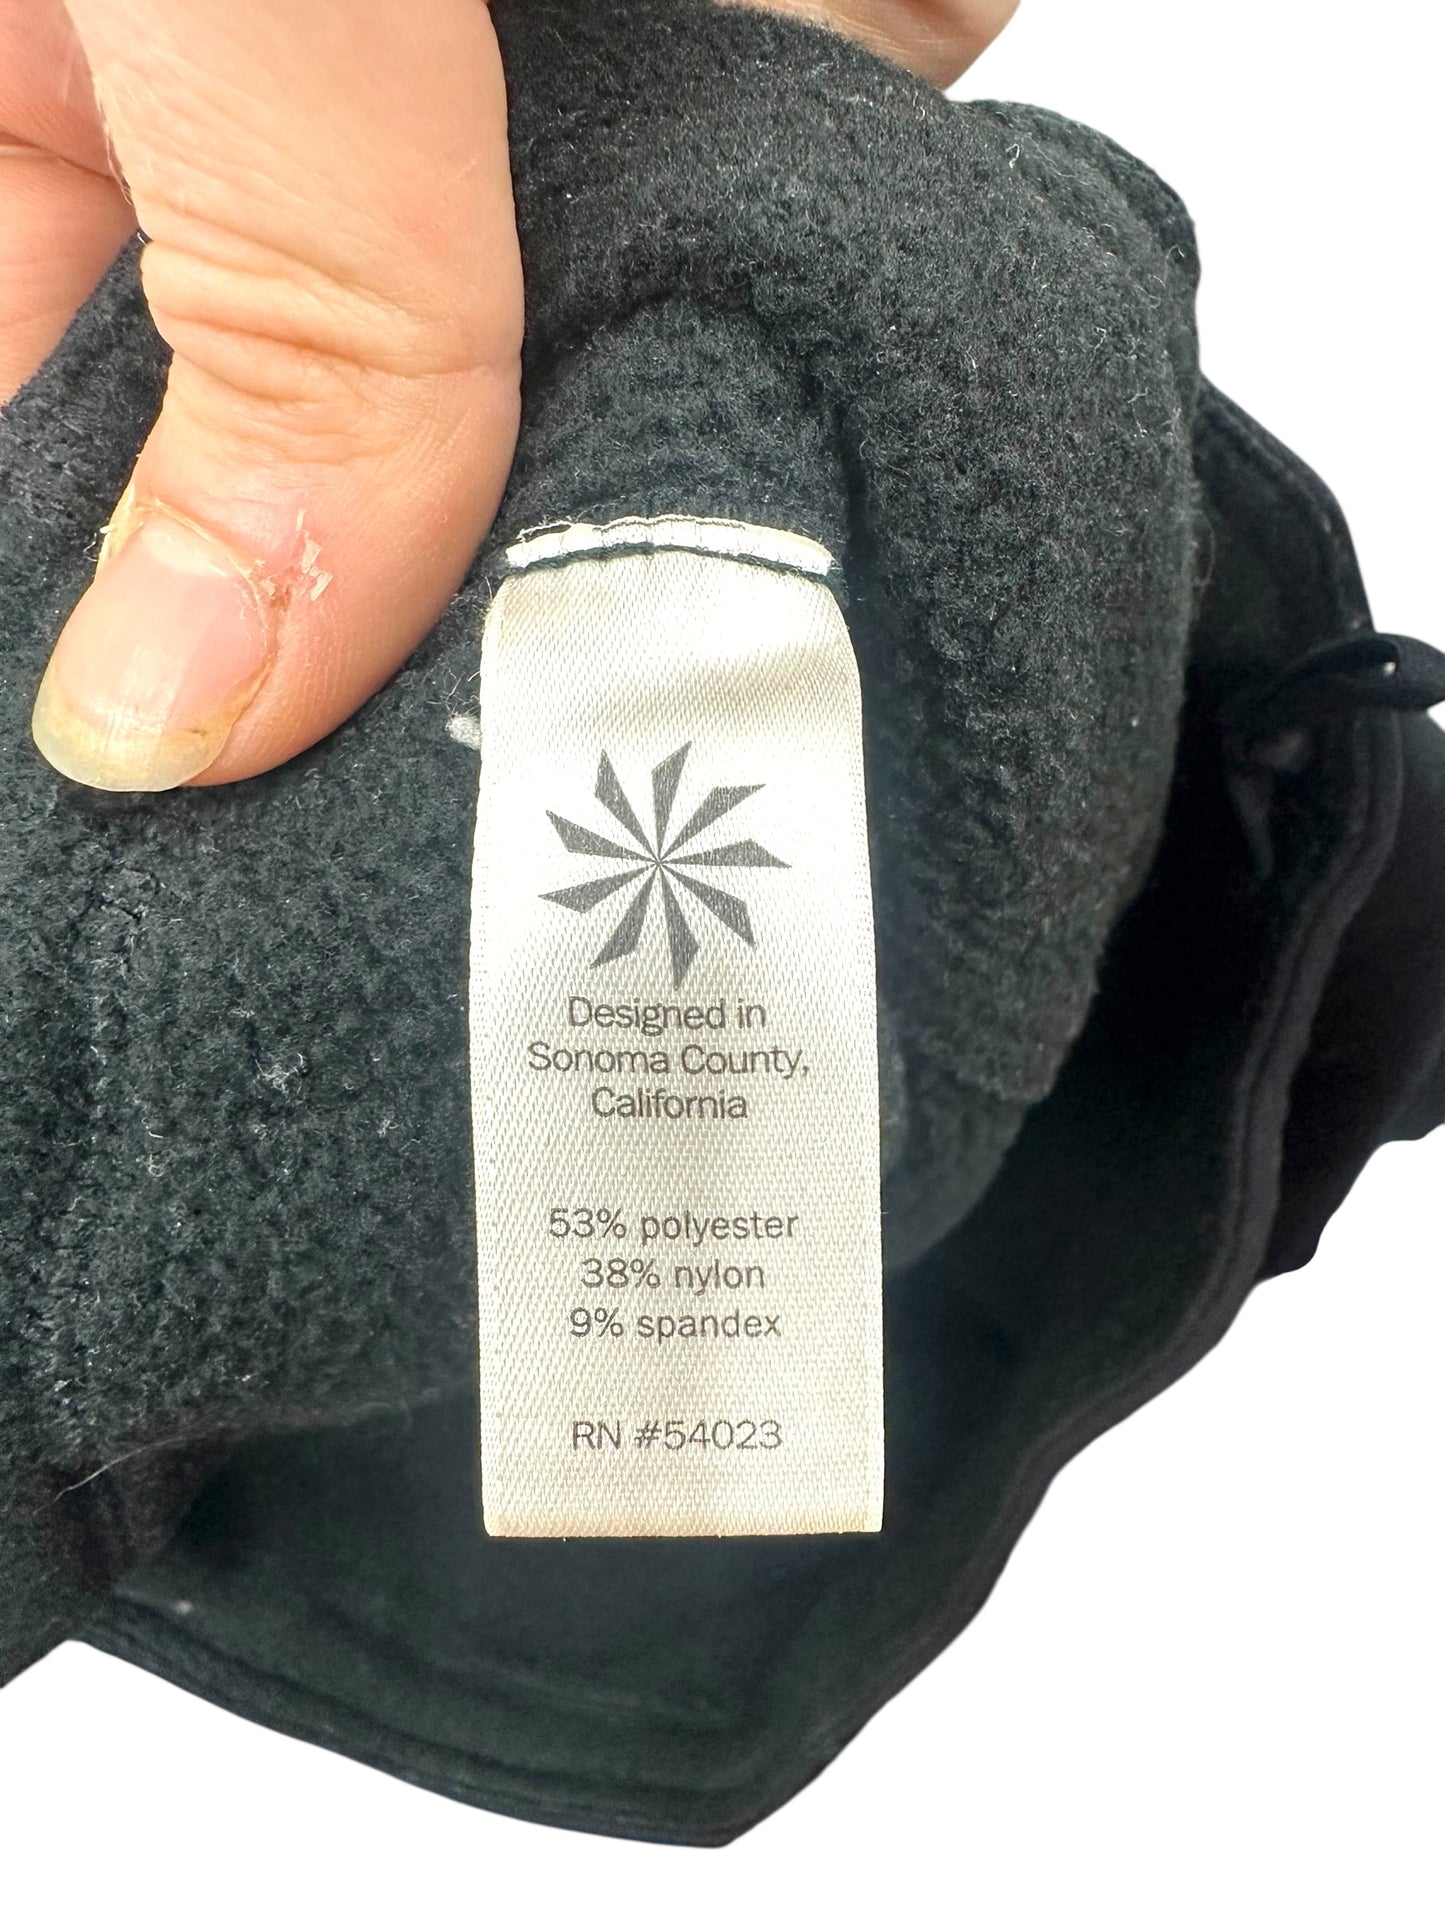 Designed in
Sonoma County,
California
53% polyester
38% nylon
9% spandex
RN #54023